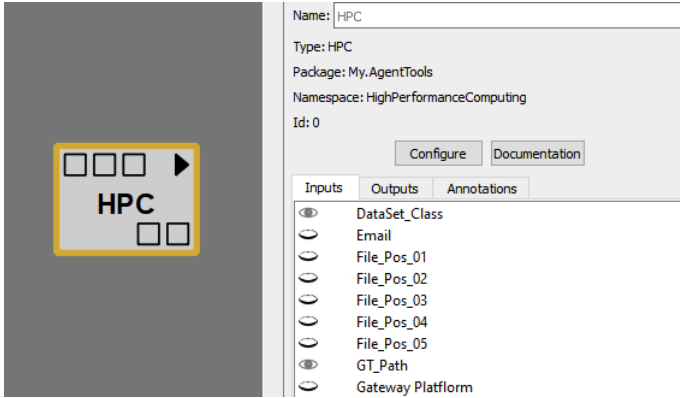 HPC
Name: HPC
Type: HPC
Package: My.AgentTools
Namespace: HighPerformanceComputing
Id: 0
Configure Documentation
Inputs Outputs Annotations
DataSet_Class
Email
File_Pos_01
File_Pos_02
File_Pos_03
File_Pos_04
File_Pos_05
GT_Path
Gateway Platflorm